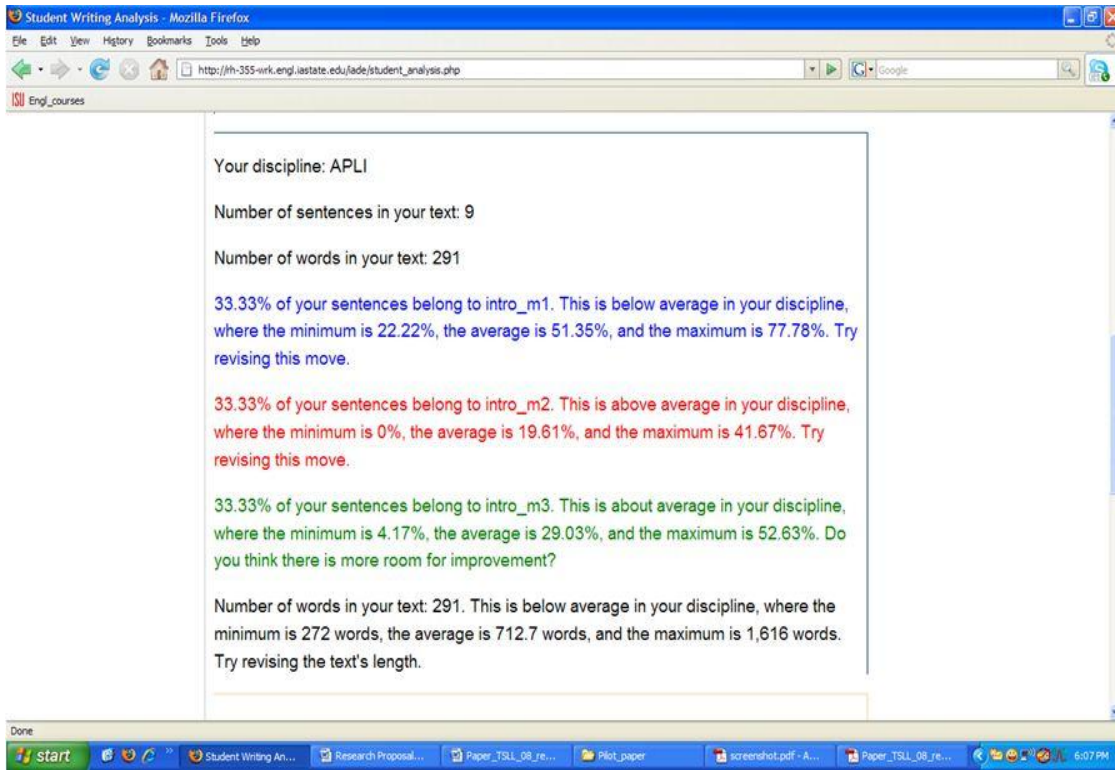 Student Writing Analysis - Mozilla Firefox
File Edit View History Bookmarks Tools Help
http://rh-355-wrk.engl.iastate.edu/iade/student_analysis.php
G Google
ISU Engl_courses
Your discipline: APLI
Number of sentences in your text: 9
Number of words in your text: 291
33.33% of your sentences belong to intro_m1. This is below average in your discipline,
where the minimum is 22.22%, the average is 51.35%, and the maximum is 77.78%. Try
revising this move.
33.33% of your sentences belong to intro_m2. This is above average in your discipline,
where the minimum is 0%, the average is 19.61%, and the maximum is 41.67%. Try
revising this move.
33.33% of your sentences belong to intro_m3. This is about average in your discipline,
where the minimum is 4.17%, the average is 29.03%, and the maximum is 52.63%. Do
you think there is more room for improvement?
Number of words in your text: 291. This is below average in your discipline, where the
minimum is 272 words, the average is 712.7 words, and the maximum is 1,616 words.
Try revising the text's length.
Done
start Student Writing An... Research Proposal... Paper_TSLL_08_re... Pilot_paper screenshot.pdf - A... Paper_TSLL_08_re... 6:07 PM